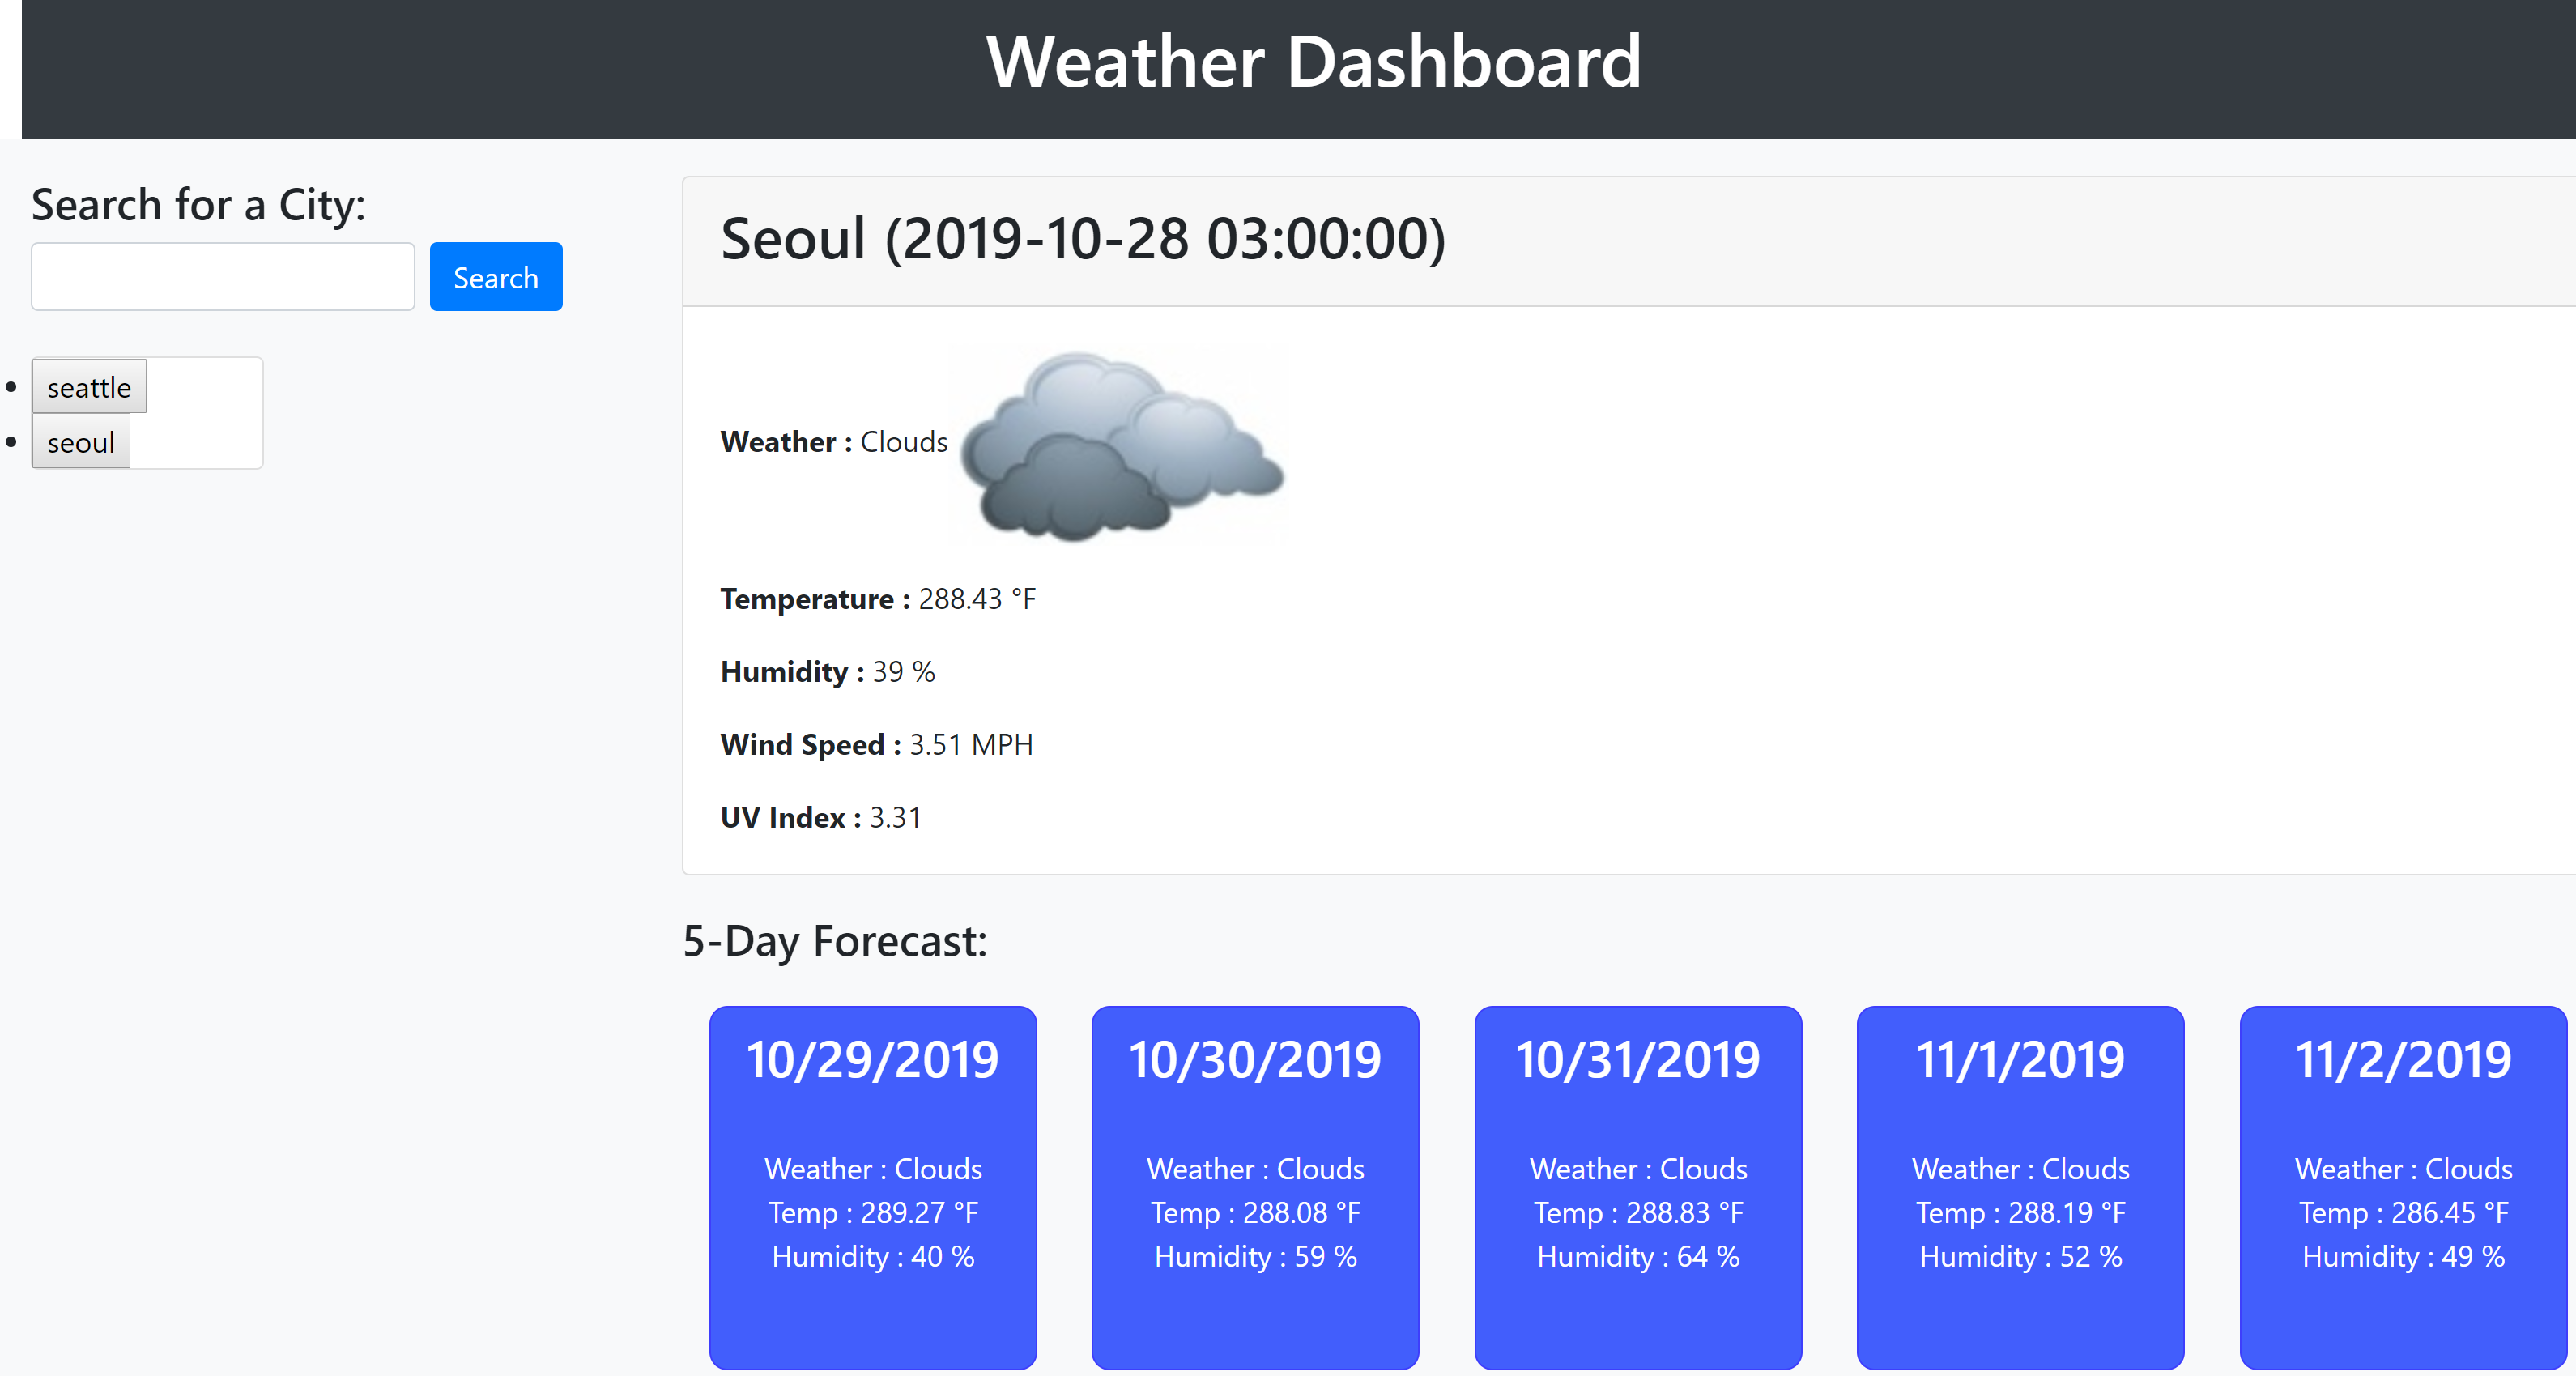 Weather Dashboard
Search for a City:
Search
seattle
seoul
Seoul (2019-10-28 03:00:00)
Weather : Clouds
Temperature : 288.43 °F
Humidity : 39 %
Wind Speed : 3.51 MPH
UV Index : 3.31
5-Day Forecast:
10/29/2019
Weather : Clouds
Temp : 289.27 °F
Humidity : 40 %
10/30/2019
Weather : Clouds
Temp : 288.08 °F
Humidity : 59 %
10/31/2019
Weather : Clouds
Temp : 288.83 °F
Humidity : 64 %
11/1/2019
Weather : Clouds
Temp : 288.19 °F
Humidity : 52 %
11/2/2019
Weather : Clouds
Temp : 286.45 °F
Humidity : 49 %